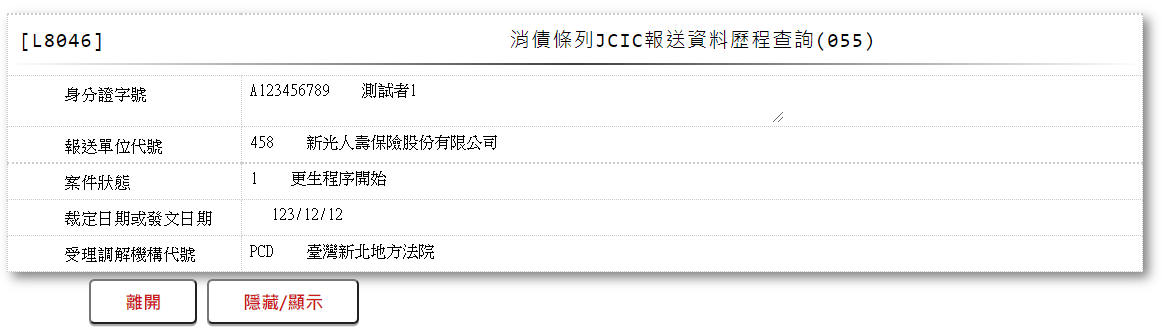 [L8046] 消債條列JCIC報送資料歷程查詢(055)
身分證字號 A123456789 測試者1
報送單位代號 458 新光人壽保險股份有限公司
案件狀態 1 更生程序開始
裁定日期或發文日期 123/12/12
受理調解機構代號 PCD 臺灣新北地方法院
離開 隱藏/顯示